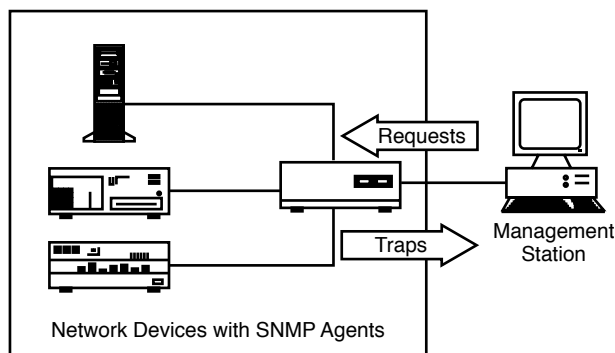 Requests
Traps
Management
Station
Network Devices with SNMP Agents